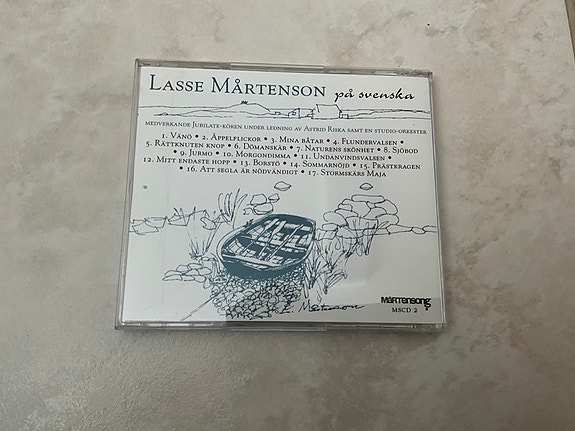 Lasse Mårtenson på svenska
medverkande Jubilate-kören under ledning av Astrid Riska samt en studio-orkester
1. Vänö • 2. Äppelflickor • 3. Mina båtar • 4. Flundervalsen •
5. Rättknuten knop • 6. Dömanskär • 7. Naturens skönhet • 8. Sjöbod
• 9. Jurmo • 10. Morgondimma • 11. Undanvindsvalsen •
12. Mitt endaste hopp • 13. Borstö • 14. Sommarnöjd • 15. Prästkragen
• 16. Att segla är nödvändigt • 17. Stormskärs Maja
L. Mårtenson
Mårtensong
MSCD 2